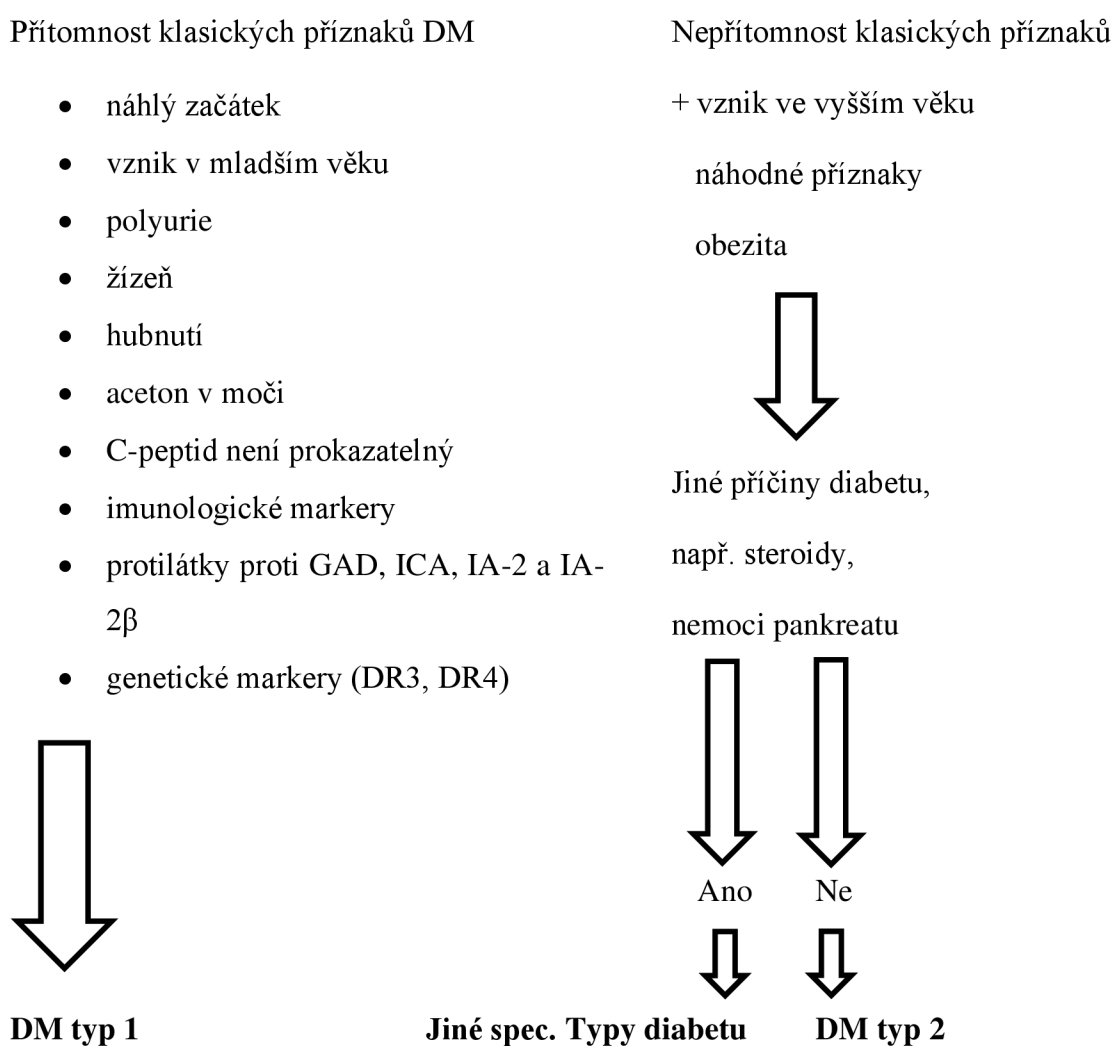 Přítomnost klasických příznaků DM
• náhlý začátek
• vznik v mladším věku
• polyurie
• žízeň
• hubnutí
• aceton v moči
• C-peptid není prokazatelný
• imunologické markery
• protilátky proti GAD, ICA, IA-2 a IA-
2β
• genetické markery (DR3, DR4)
Nepřítomnost klasických příznaků
+ vznik ve vyšším věku
náhodné příznaky
obezita
Jiné příčiny diabetu,
např. steroidy,
nemoci pankreatu
Ano Ne
DM typ 1 Jiné spec. Typy diabetu DM typ 2